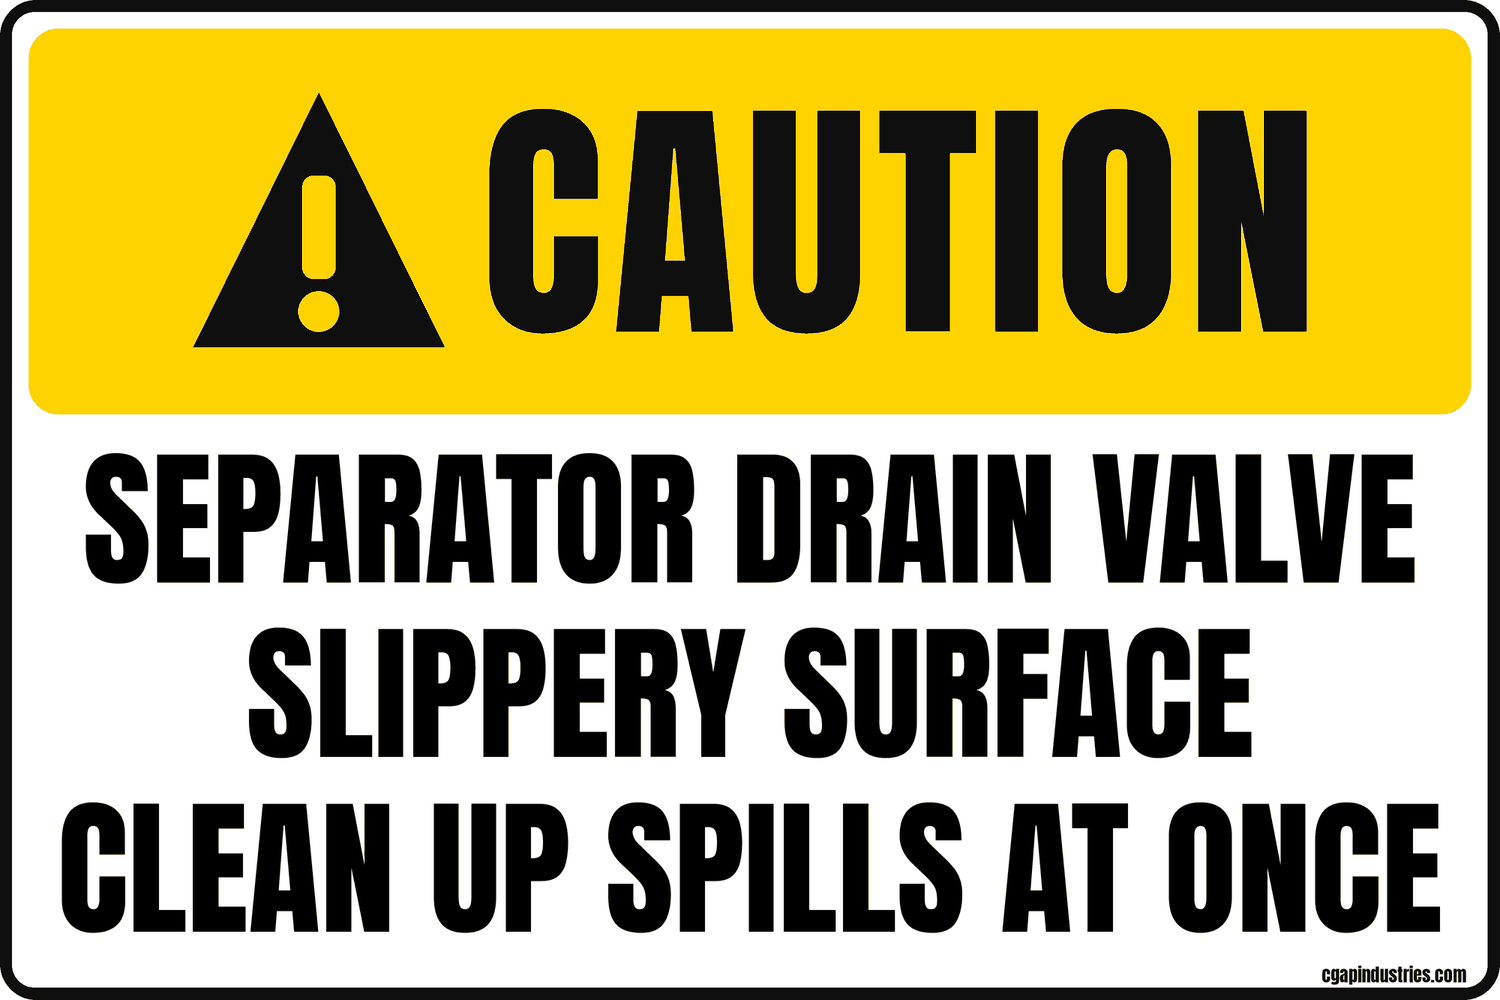 CAUTION
SEPARATOR DRAIN VALVE
SLIPPERY SURFACE
CLEAN UP SPILLS AT ONCE
cgapindustries.com